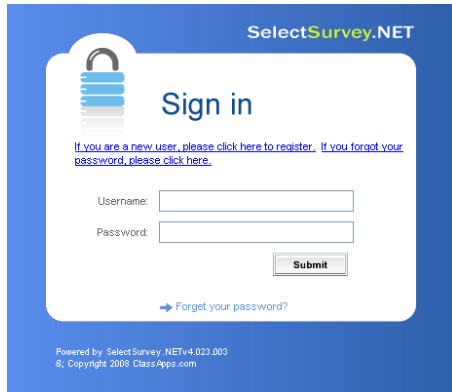 SelectSurvey.NET
Sign in
If you are a new user, please click here to register. If you forgot your
password, please click here.
Username:
Password:
Submit
Forget your password?
Powered by SelectSurvey.NETv4.023.003
&; Copyright 2008 ClassApps.com